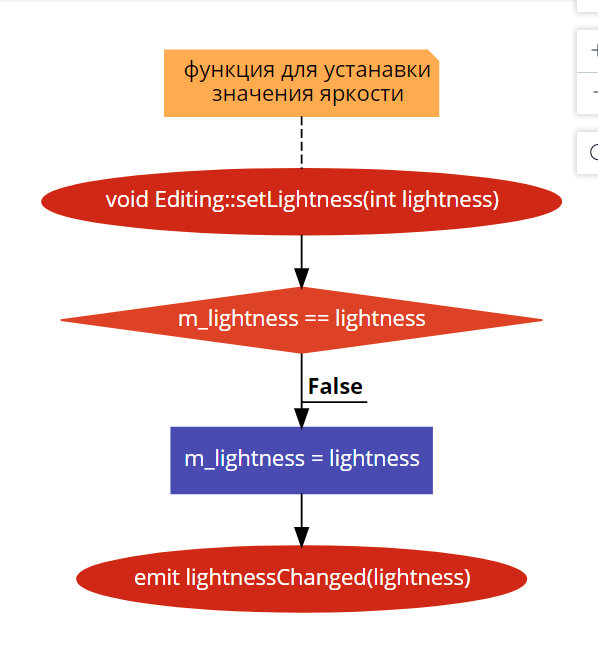 функция для устанавки
значения яркости
void Editing::setLightness(int lightness)
m_lightness == lightness
False
m_lightness = lightness
emit lightnessChanged(lightness)